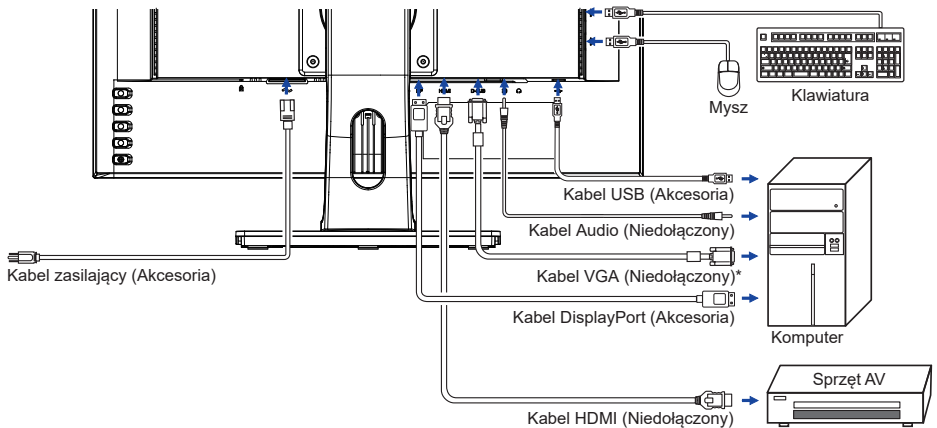 Mysz
Klawiatura
Kabel USB (Akcesoria)
Kabel Audio (Niedołączony)
Kabel zasilający (Akcesoria)
Kabel VGA (Niedołączony)*
Kabel DisplayPort (Akcesoria)
Komputer
Sprzęt AV
Kabel HDMI (Niedołączony)